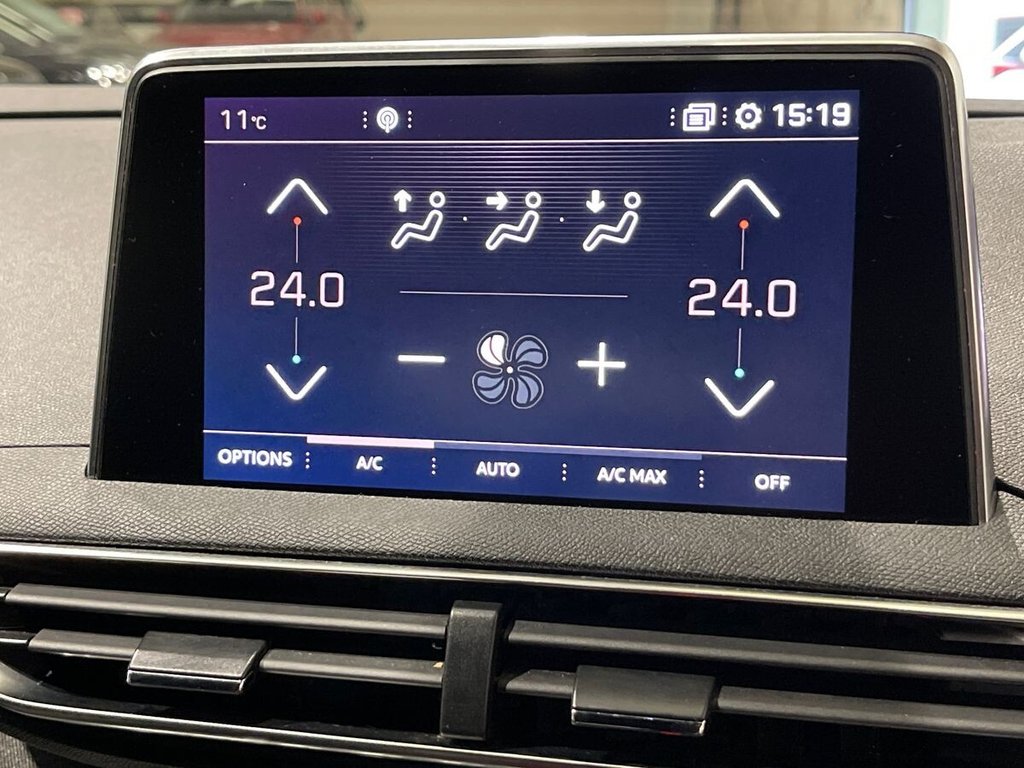 11°C 15:19
24.0 24.0
OPTIONS A/C AUTO A/C MAX OFF